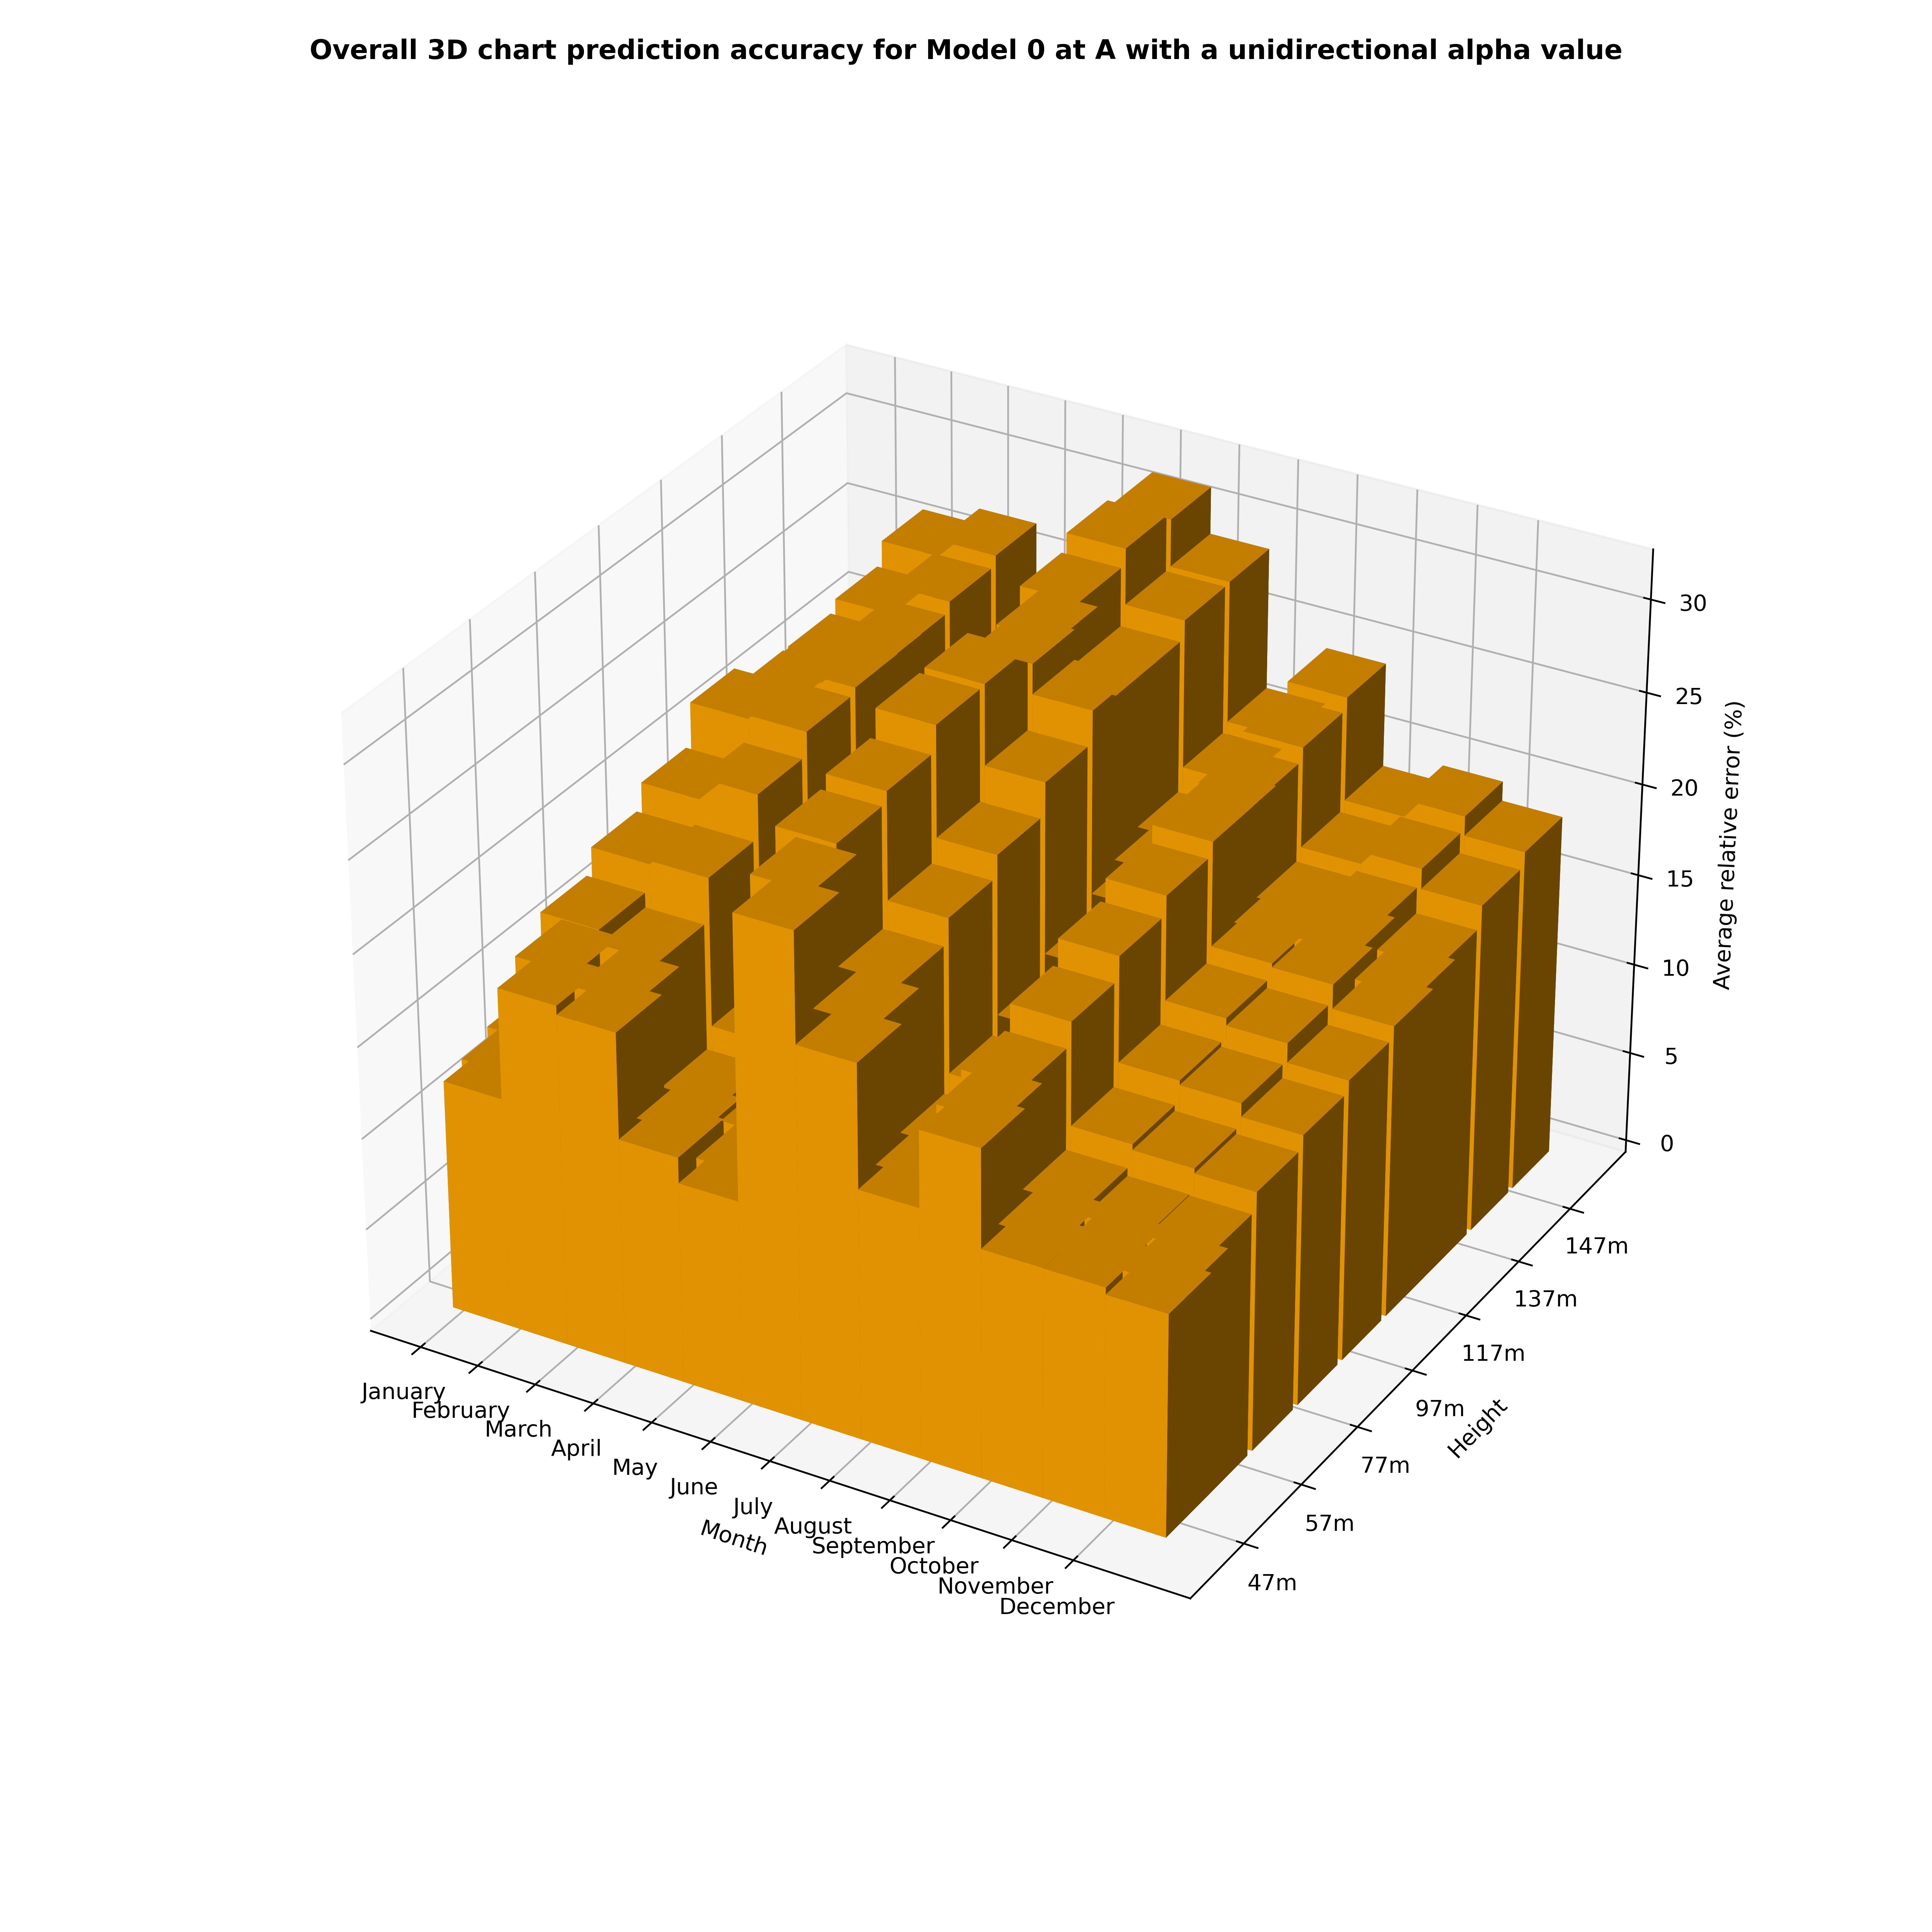 Overall 3D chart prediction accuracy for Model 0 at A with a unidirectional alpha value
30
25
20
15
10
5
0
Average relative error (%)
147m
137m
117m
97m
77m
57m
47m
Height
January
February
March
April
May
June
July
August
September
October
November
December
Month